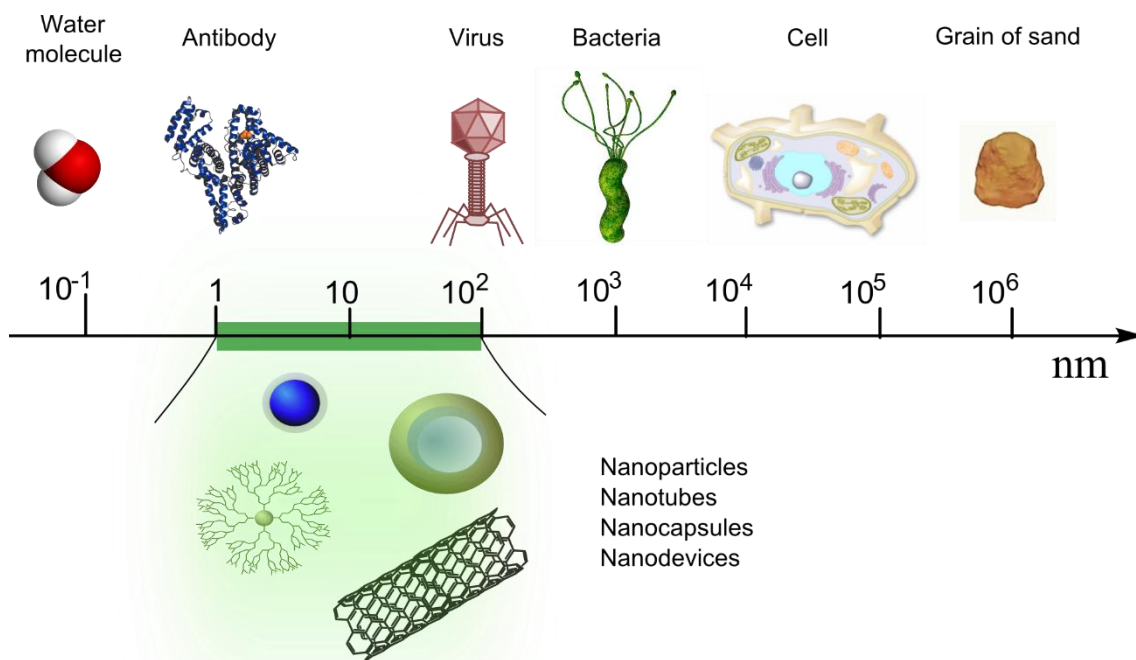 Water
molecule
Antibody
Virus
Bacteria
Cell
Grain of sand
10⁻¹
1
10
10²
10³
10⁴
10⁵
10⁶
nm
Nanoparticles
Nanotubes
Nanocapsules
Nanodevices